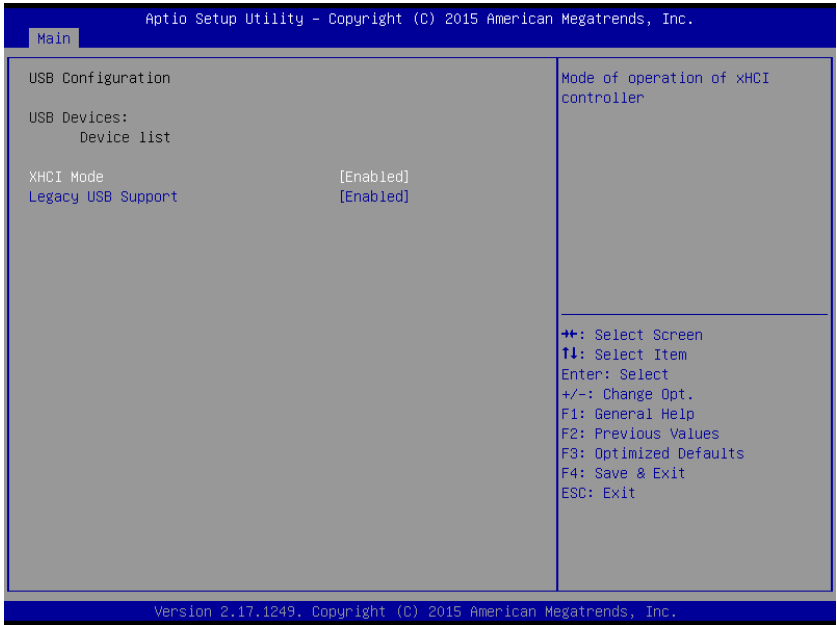 Aptio Setup Utility – Copyright (C) 2015 American Megatrends, Inc.
Main
USB Configuration
USB Devices:
Device list
XHCI Mode [Enabled]
Legacy USB Support [Enabled]
Mode of operation of xHCI
controller
→←: Select Screen
↑↓: Select Item
Enter: Select
+/-: Change Opt.
F1: General Help
F2: Previous Values
F3: Optimized Defaults
F4: Save & Exit
ESC: Exit
Version 2.17.1249. Copyright (C) 2015 American Megatrends, Inc.